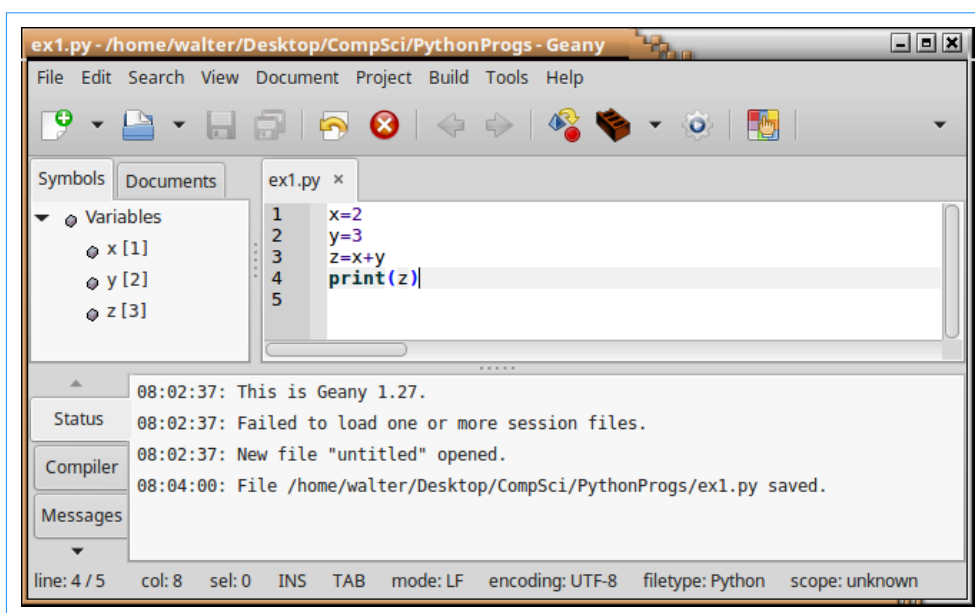 ex1.py - /home/walter/Desktop/CompSci/PythonProgs - Geany
File Edit Search View Document Project Build Tools Help
Symbols Documents
ex1.py ×
Variables
x [1]
y [2]
z [3]
1 x=2
2 y=3
3 z=x+y
4 print(z)
5
Status
Compiler
Messages
08:02:37: This is Geany 1.27.
08:02:37: Failed to load one or more session files.
08:02:37: New file "untitled" opened.
08:04:00: File /home/walter/Desktop/CompSci/PythonProgs/ex1.py saved.
line: 4 / 5 col: 8 sel: 0 INS TAB mode: LF encoding: UTF-8 filetype: Python scope: unknown